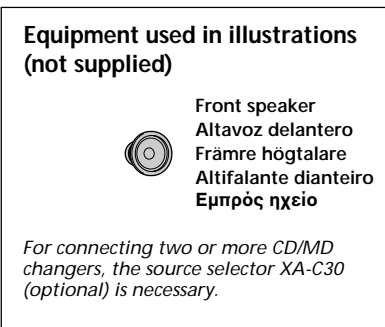 Equipment used in illustrations
(not supplied)
Front speaker
Altavoz delantero
Främre högtalare
Altifalante dianteiro
Εμπρός ηχείο
For connecting two or more CD/MD
changers, the source selector XA-C30
(optional) is necessary.